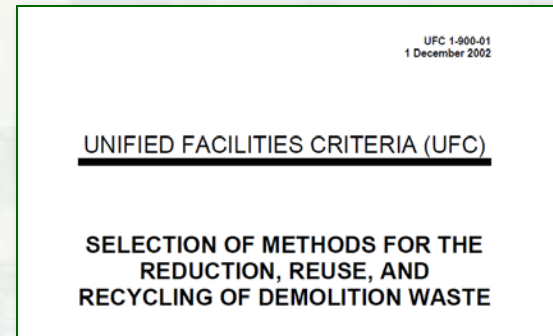 UFC 1-900-01
1 December 2002
UNIFIED FACILITIES CRITERIA (UFC)
SELECTION OF METHODS FOR THE
REDUCTION, REUSE, AND
RECYCLING OF DEMOLITION WASTE